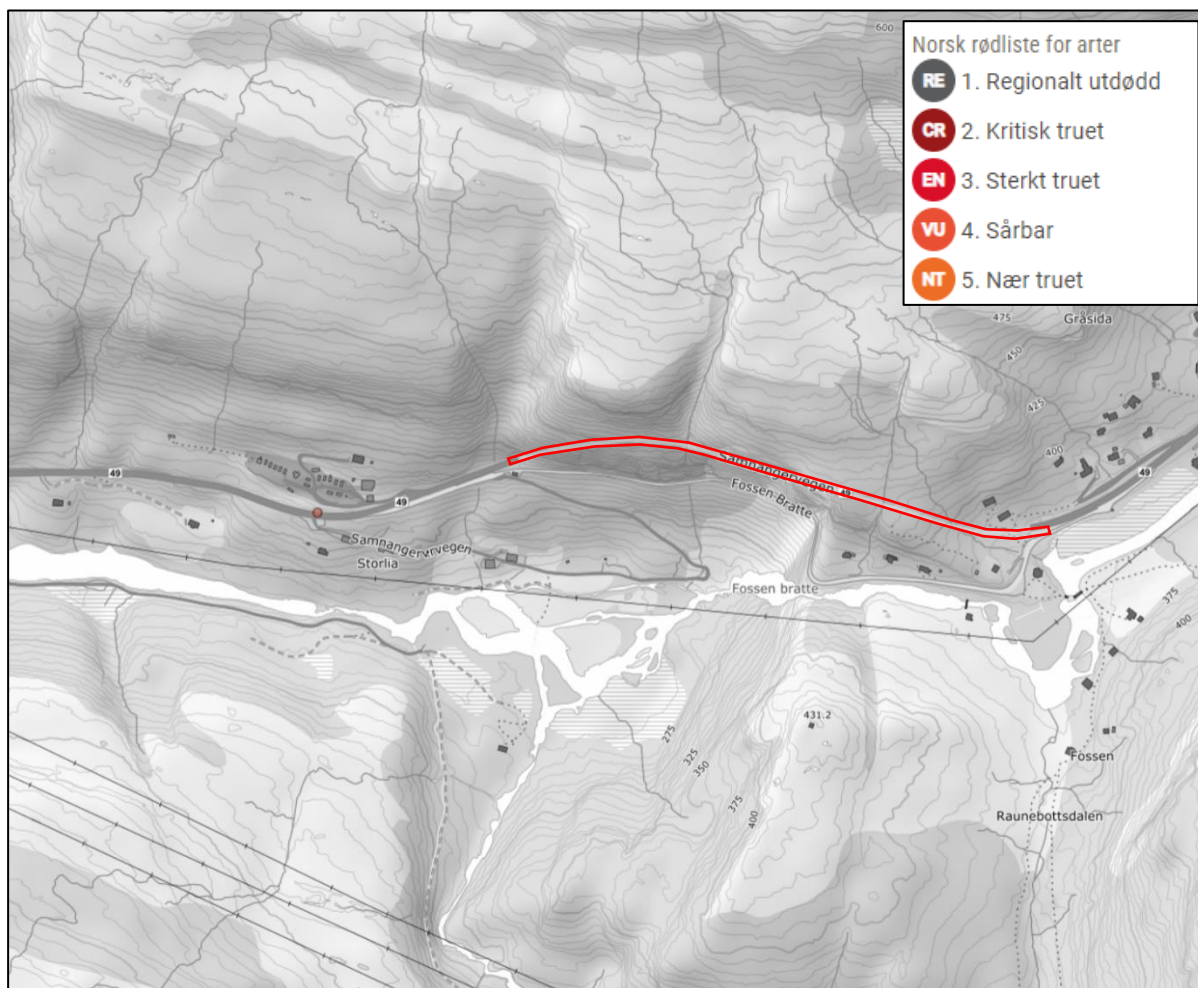 600
Norsk rødliste for arter
RE 1. Regionalt utdødd
CR 2. Kritisk truet
EN 3. Sterkt truet
VU 4. Sårbar
NT 5. Nær truet
475
Gråsida
450
425
400
49
49
49
Samnangervegen
49
Fossen Bratte
Samnangervrvegen
Storlia
Fossen bratte
375
400
431.2
275
325
350
375
400
Fossen
Raunebottsdalen